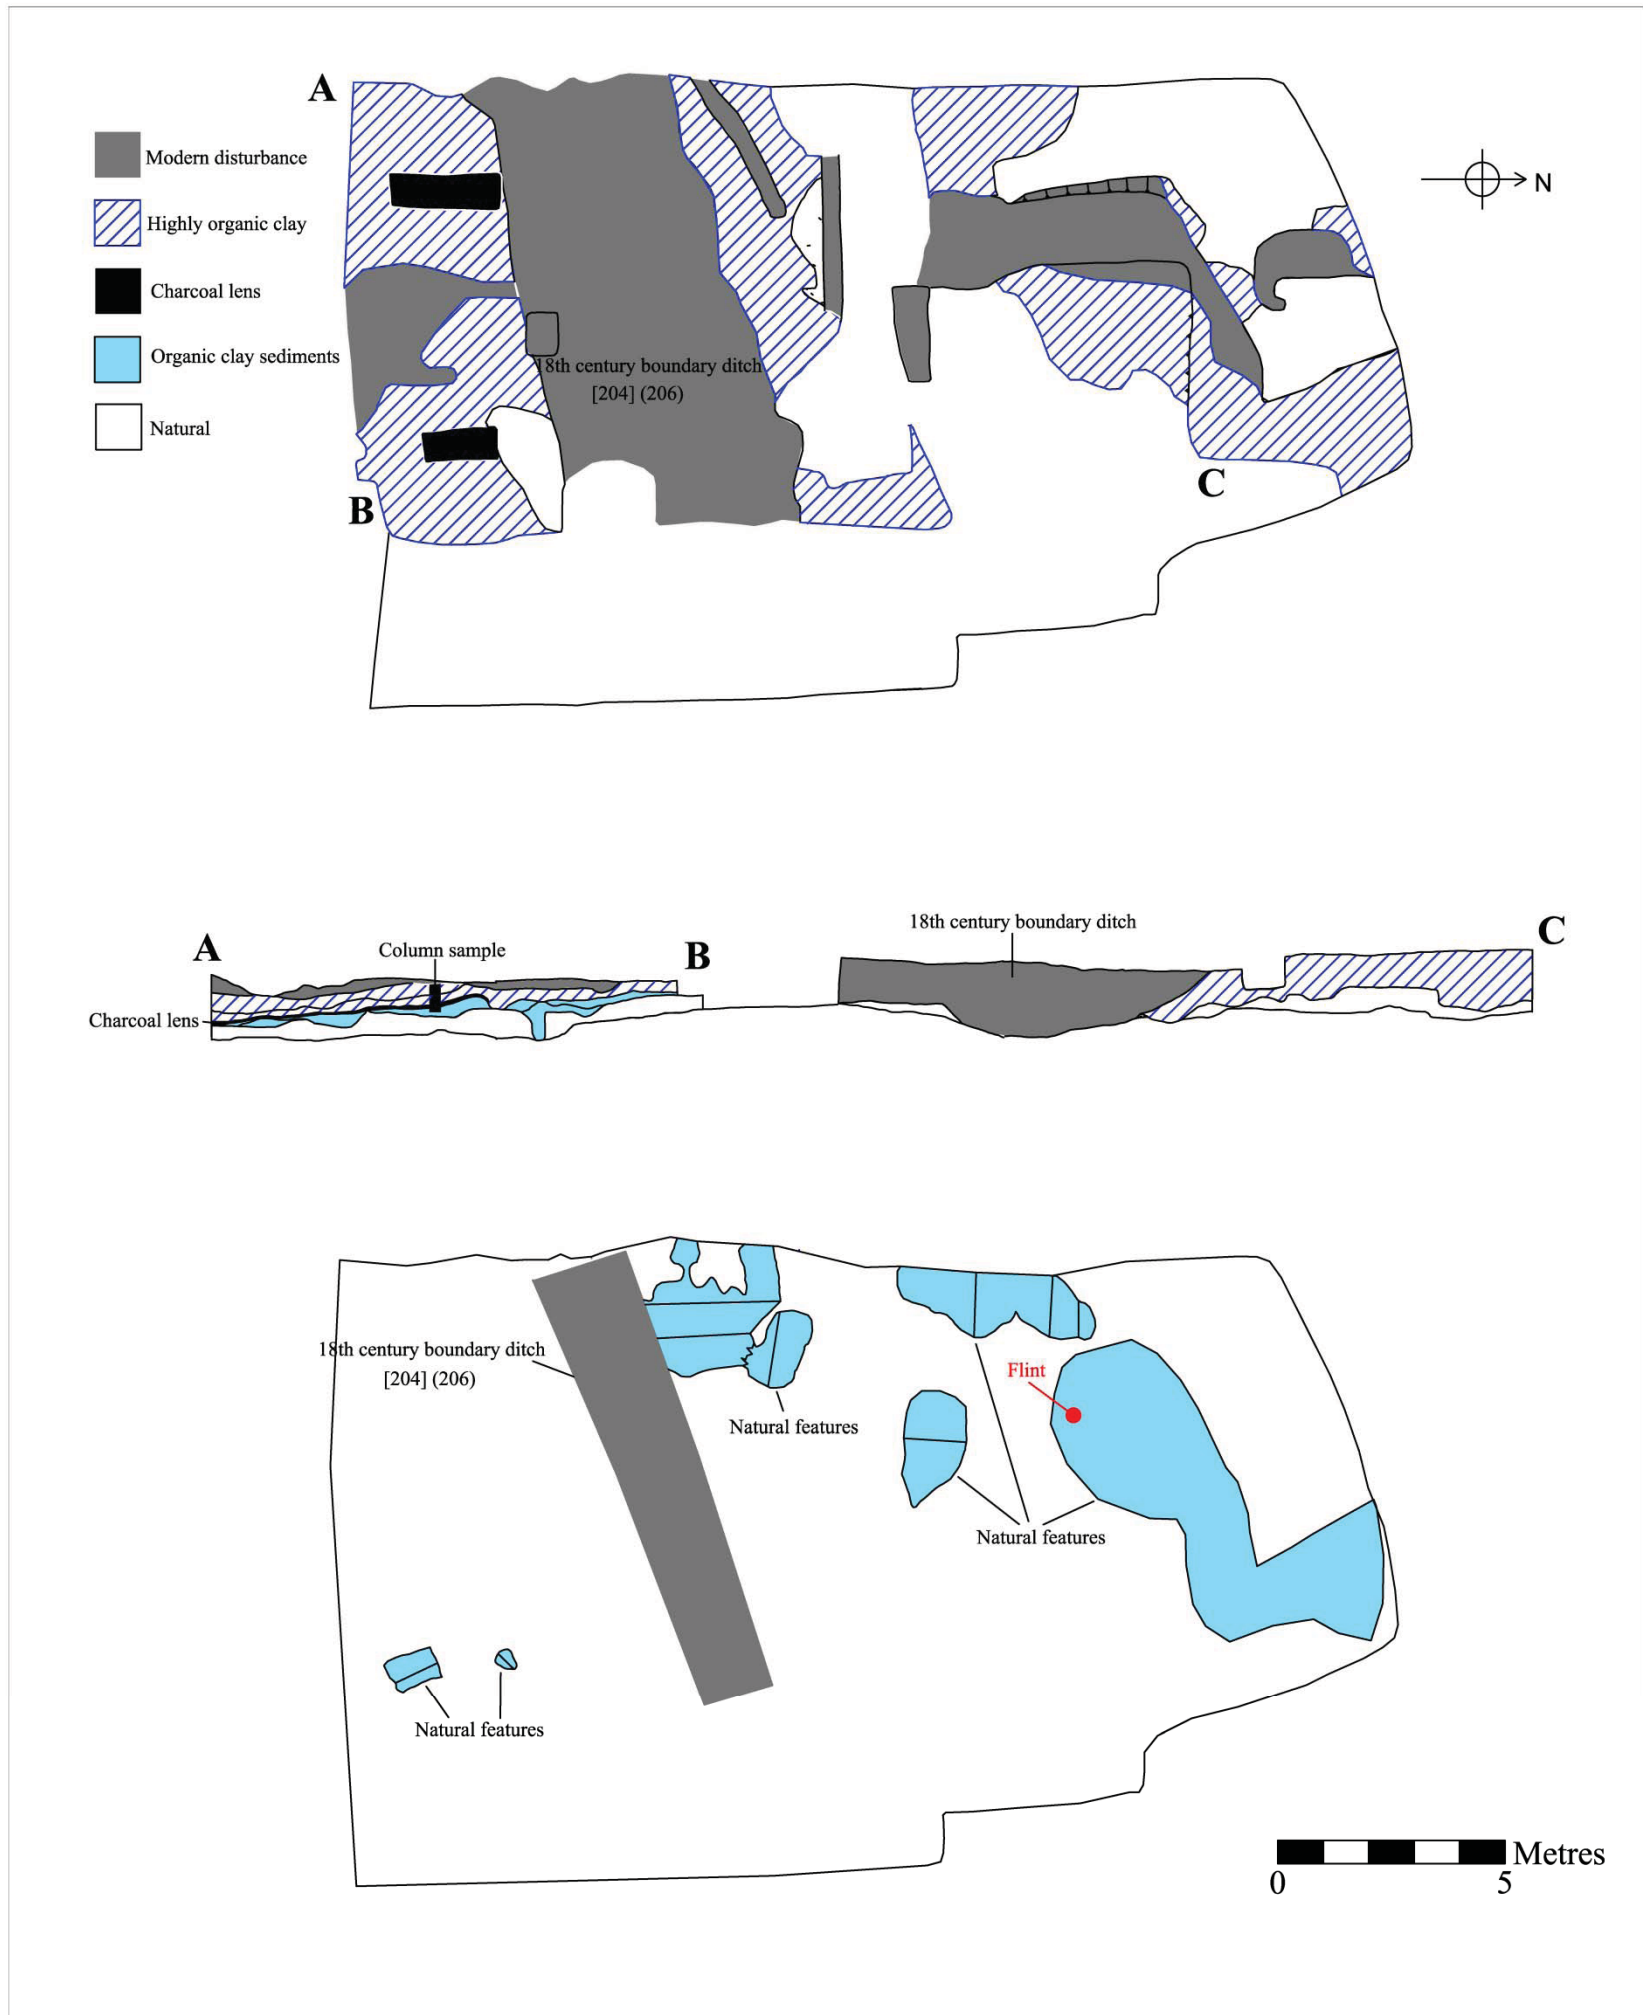 A
Modern disturbance
Highly organic clay
Charcoal lens
Organic clay sediments
Natural
N
18th century boundary ditch
[204] (206)
B
C
18th century boundary ditch
A
Column sample
B
C
Charcoal lens
18th century boundary ditch
[204] (206)
Flint
Natural features
Natural features
Natural features
Metres
0
5